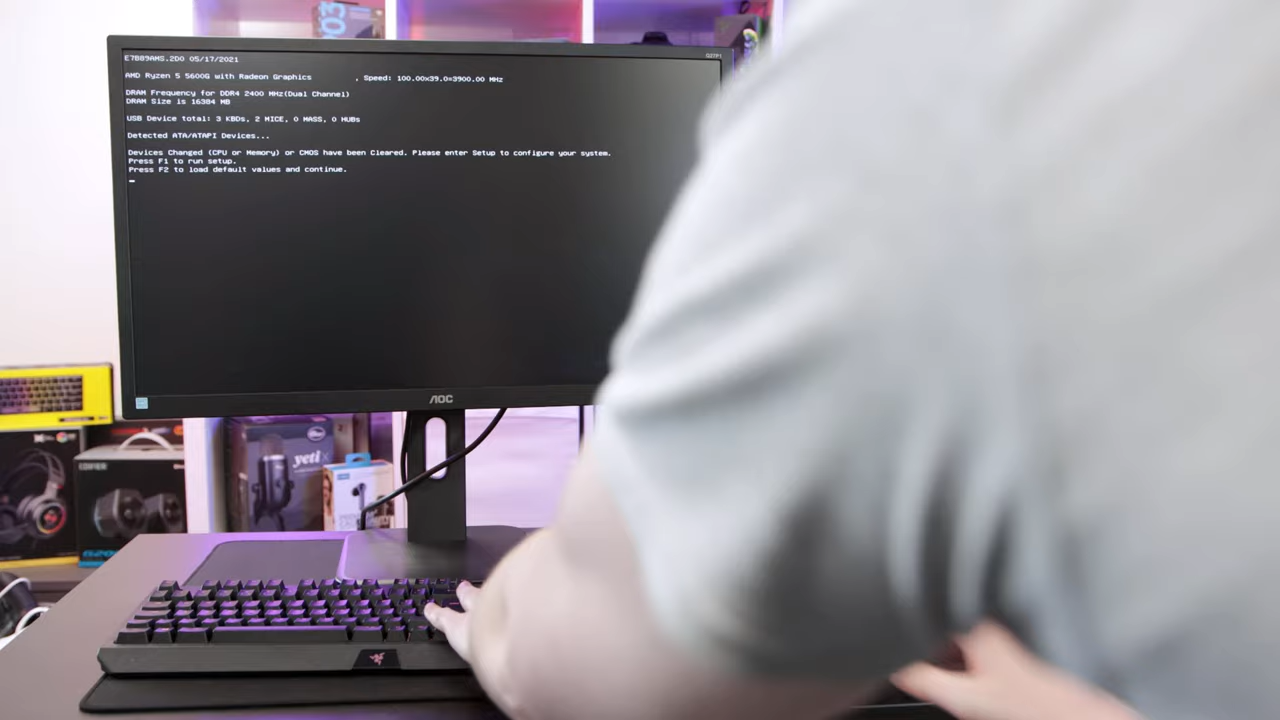 03
Q27P1
E7B89AMS.2D0 05/17/2021
AMD Ryzen 5 5600G with Radeon Graphics , Speed: 100.00x39.0=3900.00 MHz
DRAM Frequency for DDR4 2400 MHz(Dual Channel)
DRAM Size is 16384 MB
USB Device total: 3 KBDs, 2 MICE, 0 MASS, 0 HUBs
Detected ATA/ATAPI Devices...
Devices Changed (CPU or Memory) or CMOS have been Cleared. Please enter Setup to configure your system.
Press F1 to run setup.
Press F2 to load default values and continue.
AOC
yeti
EDIFIER